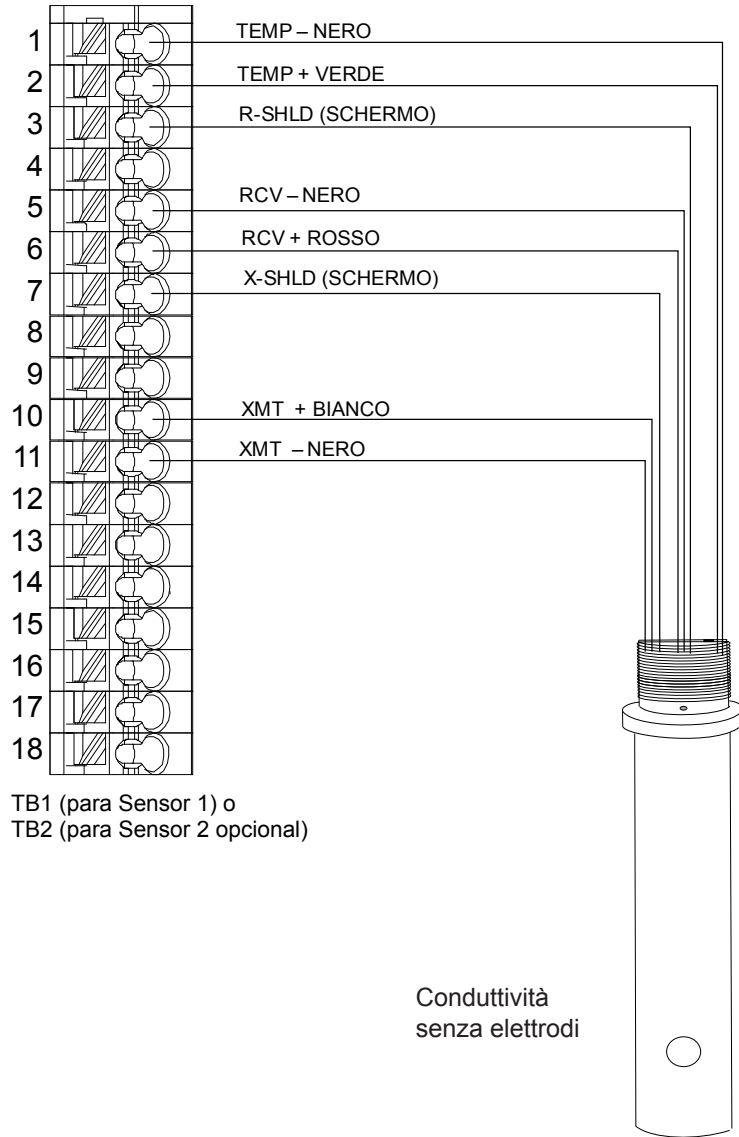 1 TEMP – NERO
2 TEMP + VERDE
3 R-SHLD (SCHERMO)
4
5 RCV – NERO
6 RCV + ROSSO
7 X-SHLD (SCHERMO)
8
9
10 XMT + BIANCO
11 XMT – NERO
12
13
14
15
16
17
18
TB1 (para Sensor 1) o
TB2 (para Sensor 2 opcional)
Conduttività
senza elettrodi